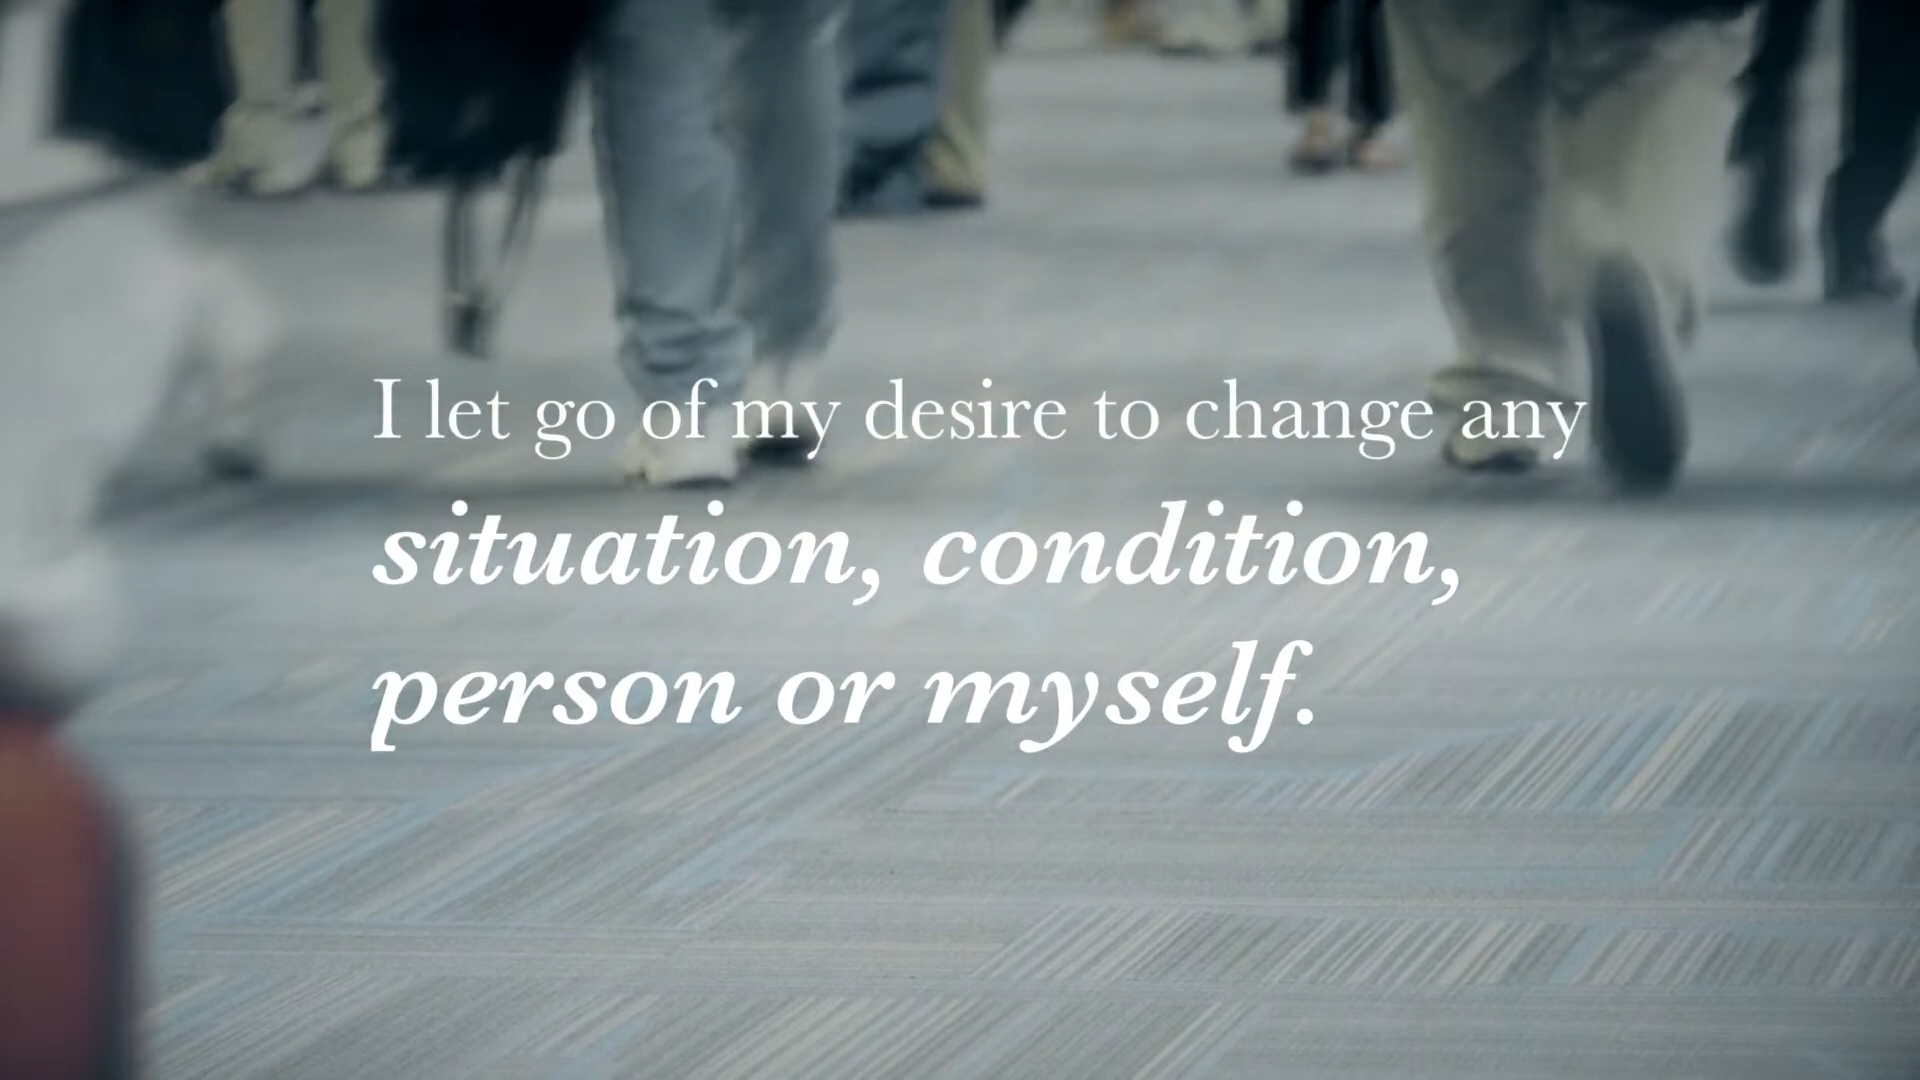 I let go of my desire to change any
situation, condition,
person or myself.